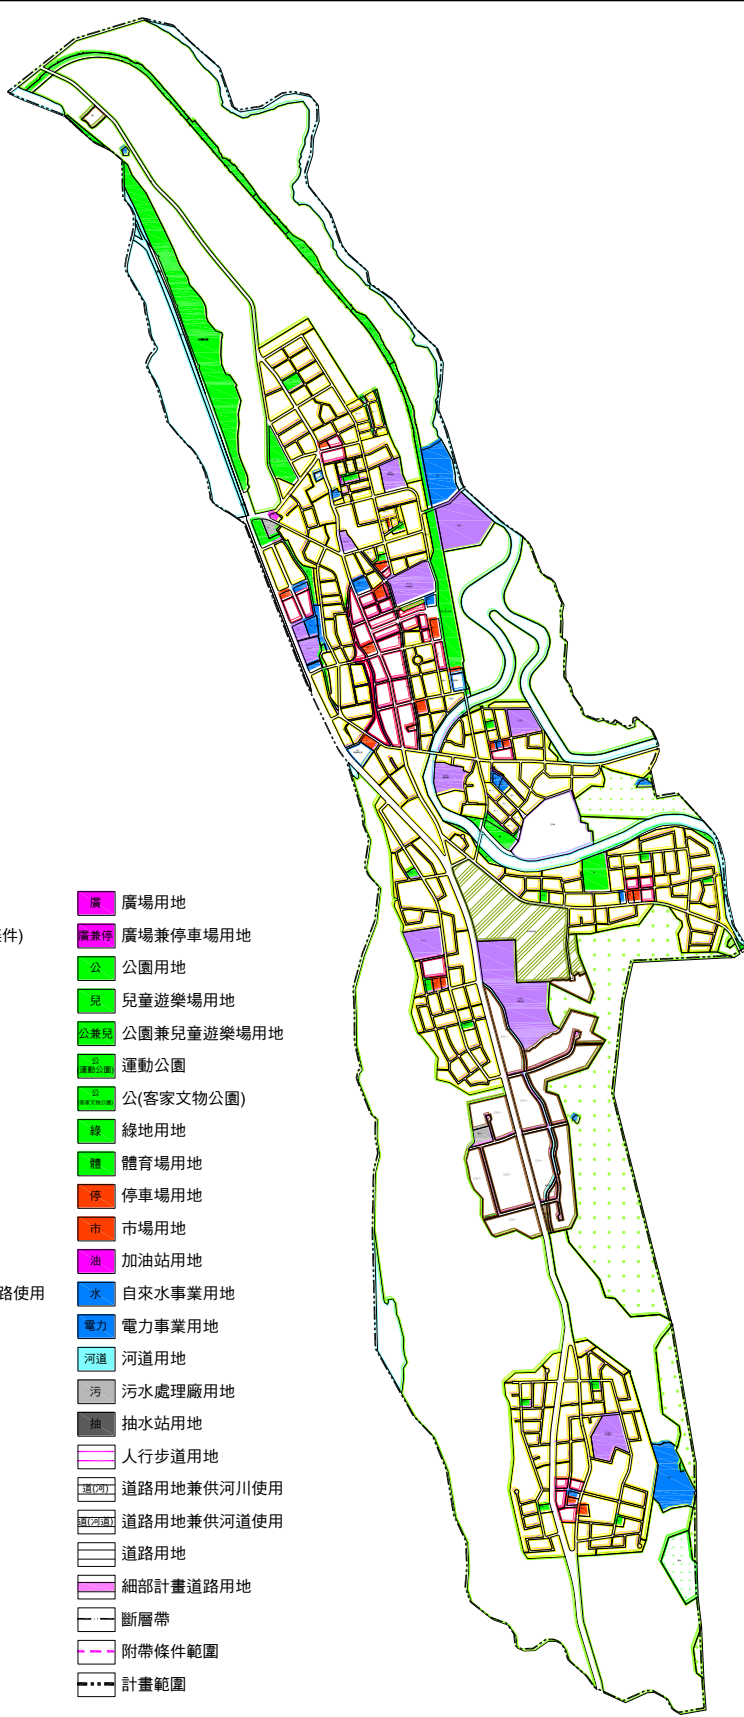 廣 廣場用地
件)
廣兼停 廣場兼停車場用地
公 公園用地
兒 兒童遊樂場用地
公兼兒 公園兼兒童遊樂場用地
公(運動公園) 運動公園
公(客家文物公園) 公(客家文物公園)
綠 綠地用地
體 體育場用地
停 停車場用地
市 市場用地
油 加油站用地
路使用
水 自來水事業用地
電力 電力事業用地
河道 河道用地
污 污水處理廠用地
抽 抽水站用地
人行步道用地
道(河) 道路用地兼供河川使用
道(河道) 道路用地兼供河道使用
道路用地
細部計畫道路用地
斷層帶
附帶條件範圍
計畫範圍